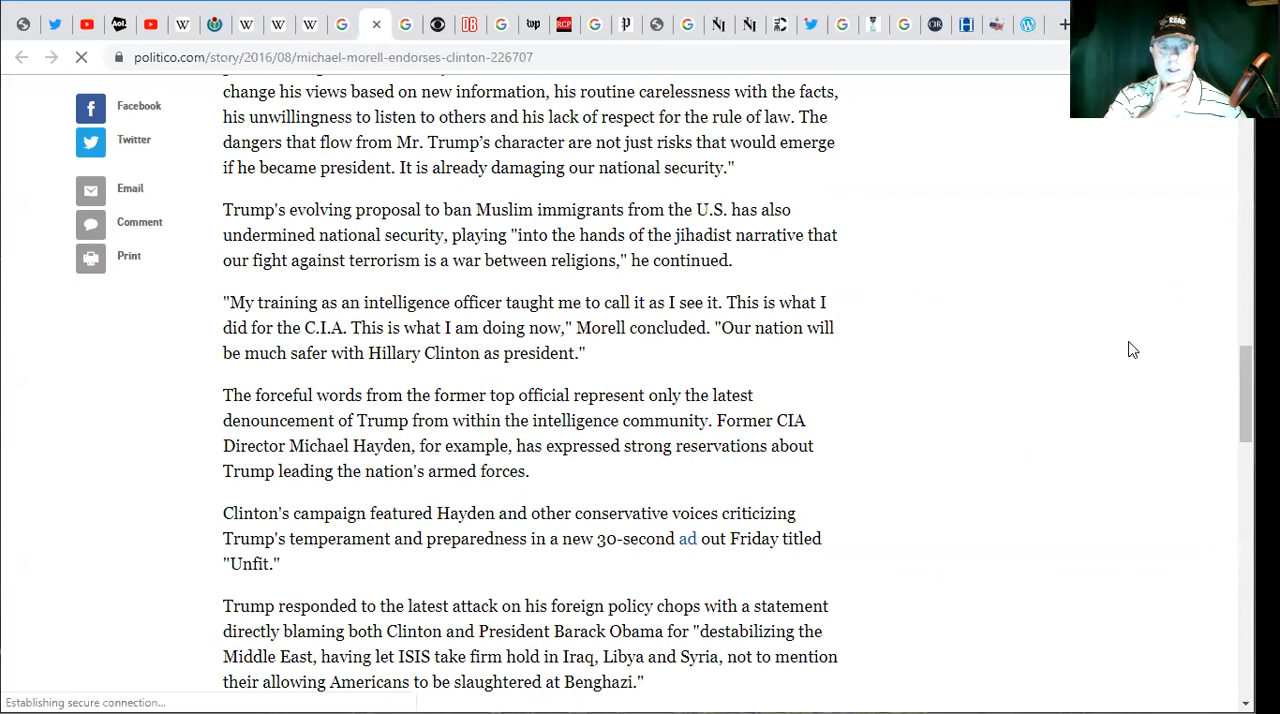 Aol.
W
W
W
W
DB
wp
RCP
P
NJ
NJ
CIR
H
politico.com/story/2016/08/michael-morell-endorses-clinton-226707
READ
Facebook
Twitter
Email
Comment
Print
change his views based on new information, his routine carelessness with the facts,
his unwillingness to listen to others and his lack of respect for the rule of law. The
dangers that flow from Mr. Trump's character are not just risks that would emerge
if he became president. It is already damaging our national security."
Trump's evolving proposal to ban Muslim immigrants from the U.S. has also
undermined national security, playing "into the hands of the jihadist narrative that
our fight against terrorism is a war between religions," he continued.
"My training as an intelligence officer taught me to call it as I see it. This is what I
did for the C.I.A. This is what I am doing now," Morell concluded. "Our nation will
be much safer with Hillary Clinton as president."
The forceful words from the former top official represent only the latest
denouncement of Trump from within the intelligence community. Former CIA
Director Michael Hayden, for example, has expressed strong reservations about
Trump leading the nation's armed forces.
Clinton's campaign featured Hayden and other conservative voices criticizing
Trump's temperament and preparedness in a new 30-second ad out Friday titled
"Unfit."
Trump responded to the latest attack on his foreign policy chops with a statement
directly blaming both Clinton and President Barack Obama for "destabilizing the
Middle East, having let ISIS take firm hold in Iraq, Libya and Syria, not to mention
their allowing Americans to be slaughtered at Benghazi."
Establishing secure connection...